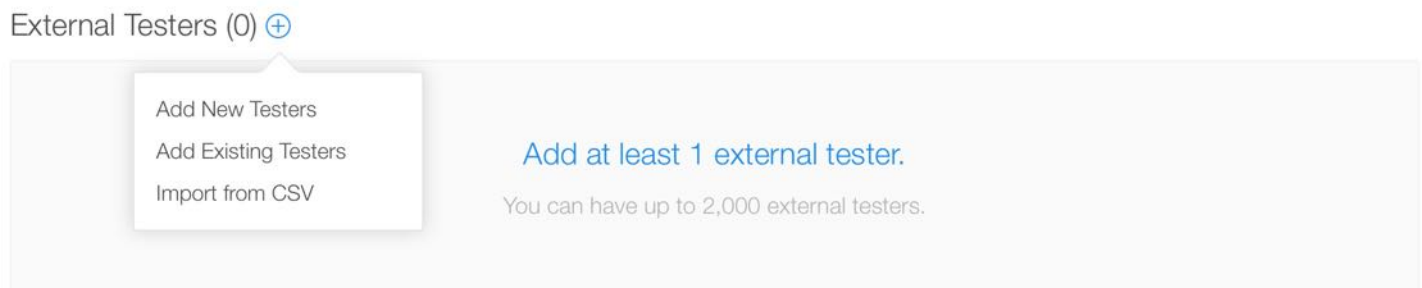 External Testers (0)
Add New Testers
Add Existing Testers
Import from CSV
Add at least 1 external tester.
You can have up to 2,000 external testers.